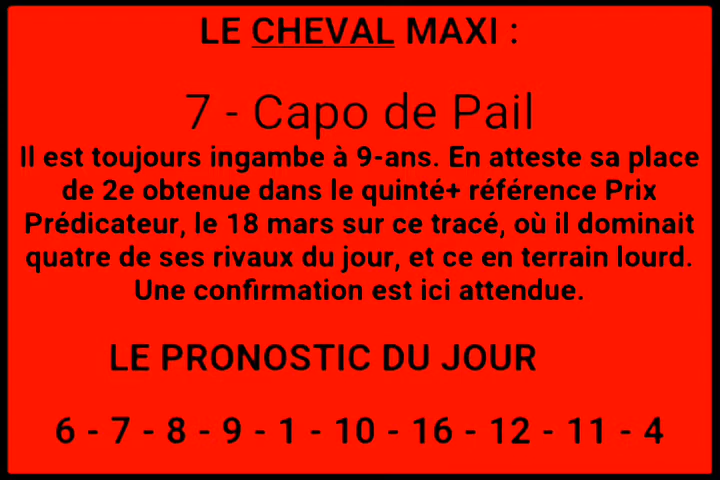 LE CHEVAL MAXI :
7 - Capo de Pail
Il est toujours ingambe à 9-ans. En atteste sa place
de 2e obtenue dans le quinté+ référence Prix
Prédicateur, le 18 mars sur ce tracé, où il dominait
quatre de ses rivaux du jour, et ce en terrain lourd.
Une confirmation est ici attendue.
LE PRONOSTIC DU JOUR
6 - 7 - 8 - 9 - 1 - 10 - 16 - 12 - 11 - 4